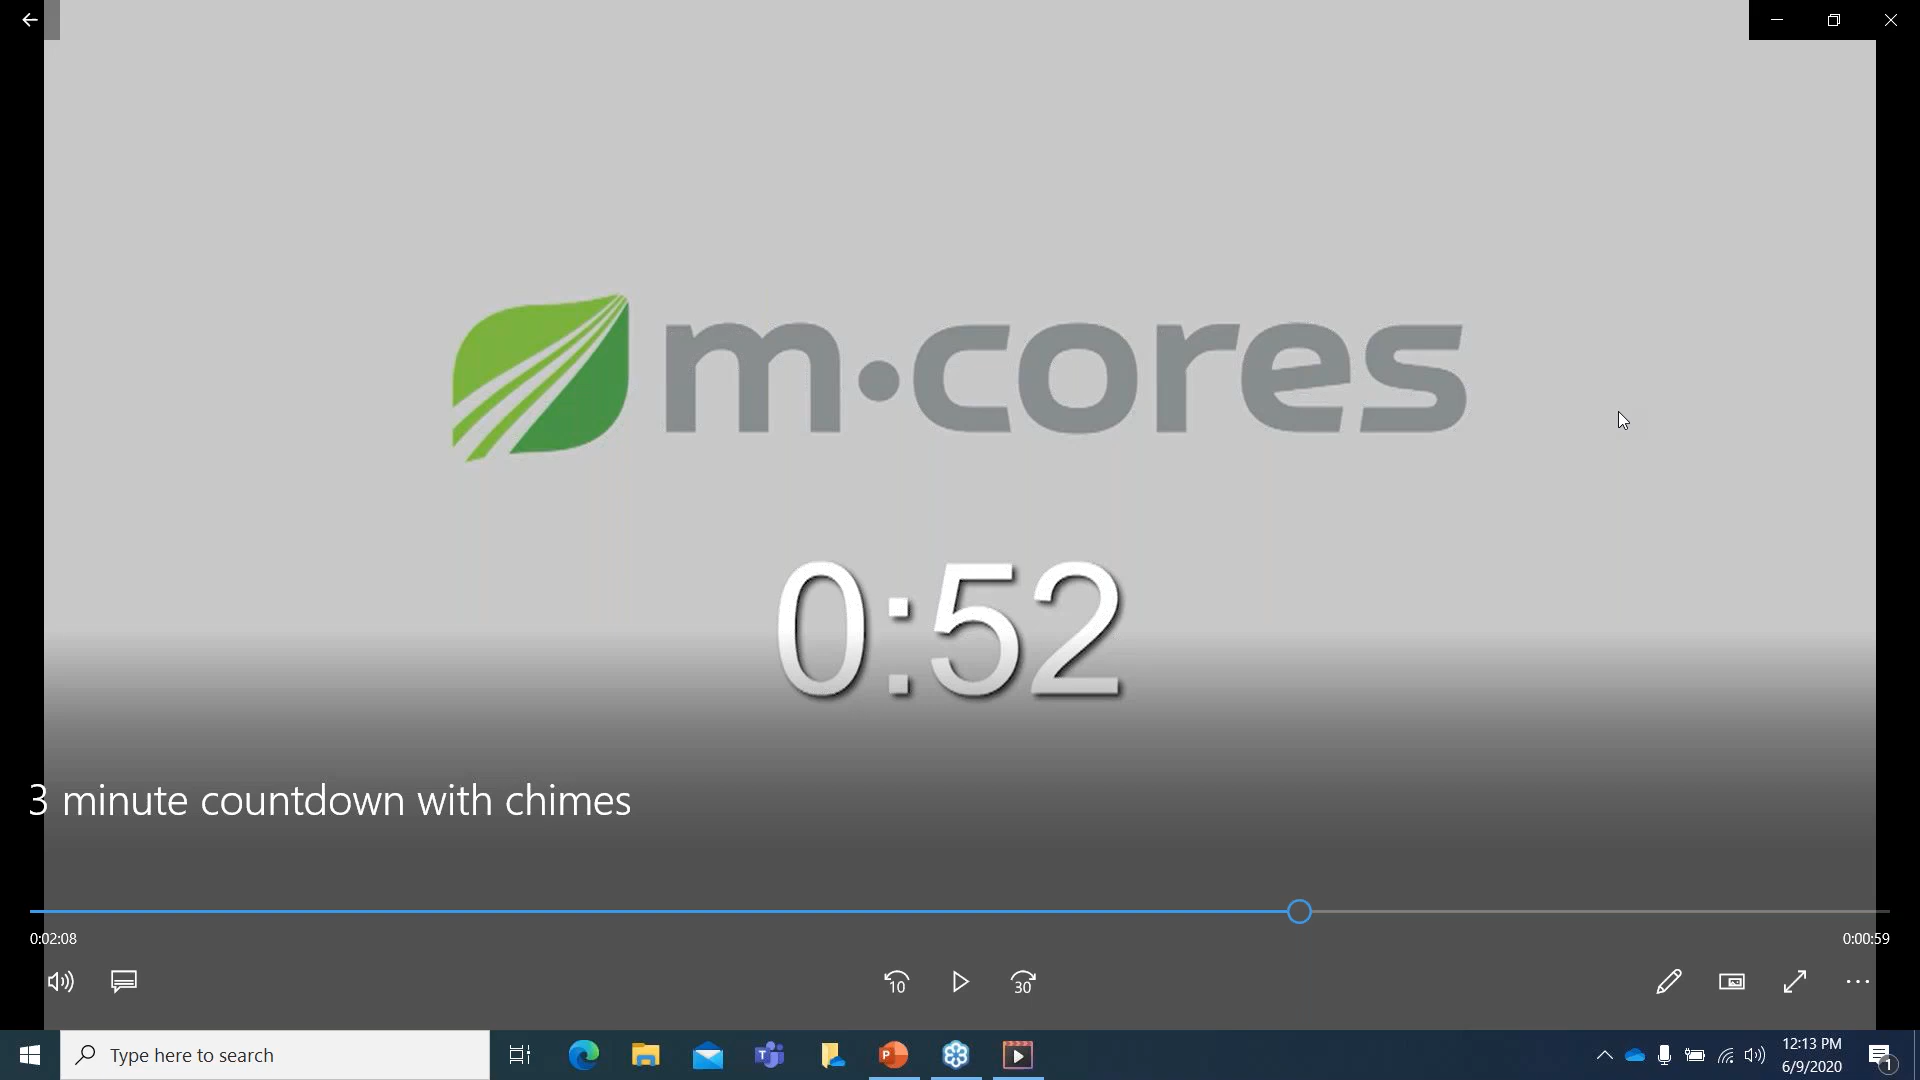 m·cores
0:52
3 minute countdown with chimes
0:02:08
0:00:59
10
30
Type here to search
12:13 PM
6/9/2020
1